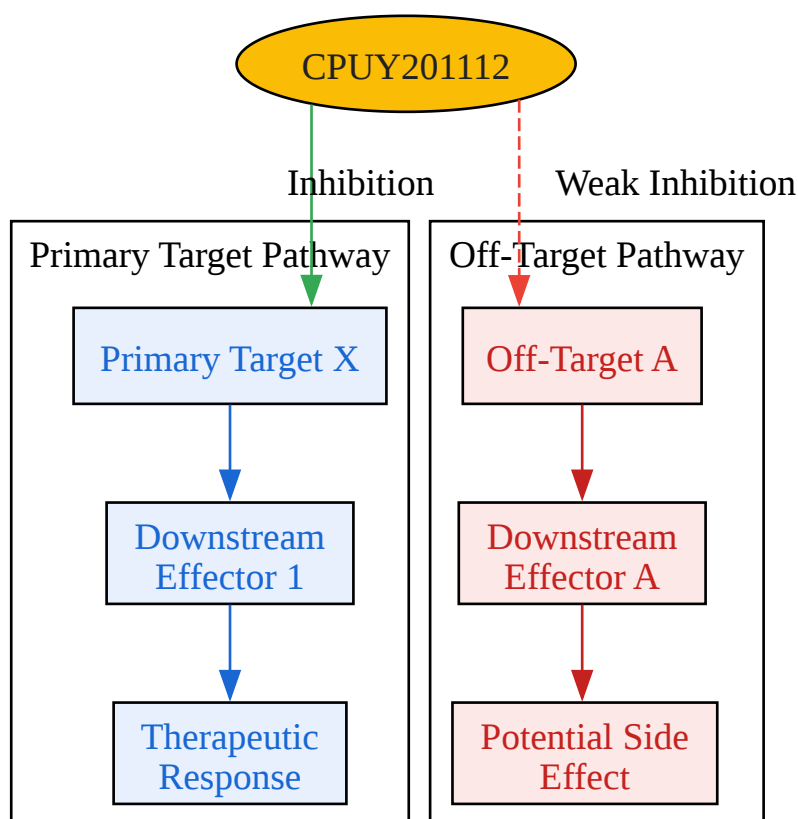 CPUY201112
Inhibition
Weak Inhibition
Primary Target Pathway
Primary Target X
Downstream
Effector 1
Therapeutic
Response
Off-Target Pathway
Off-Target A
Downstream
Effector A
Potential Side
Effect